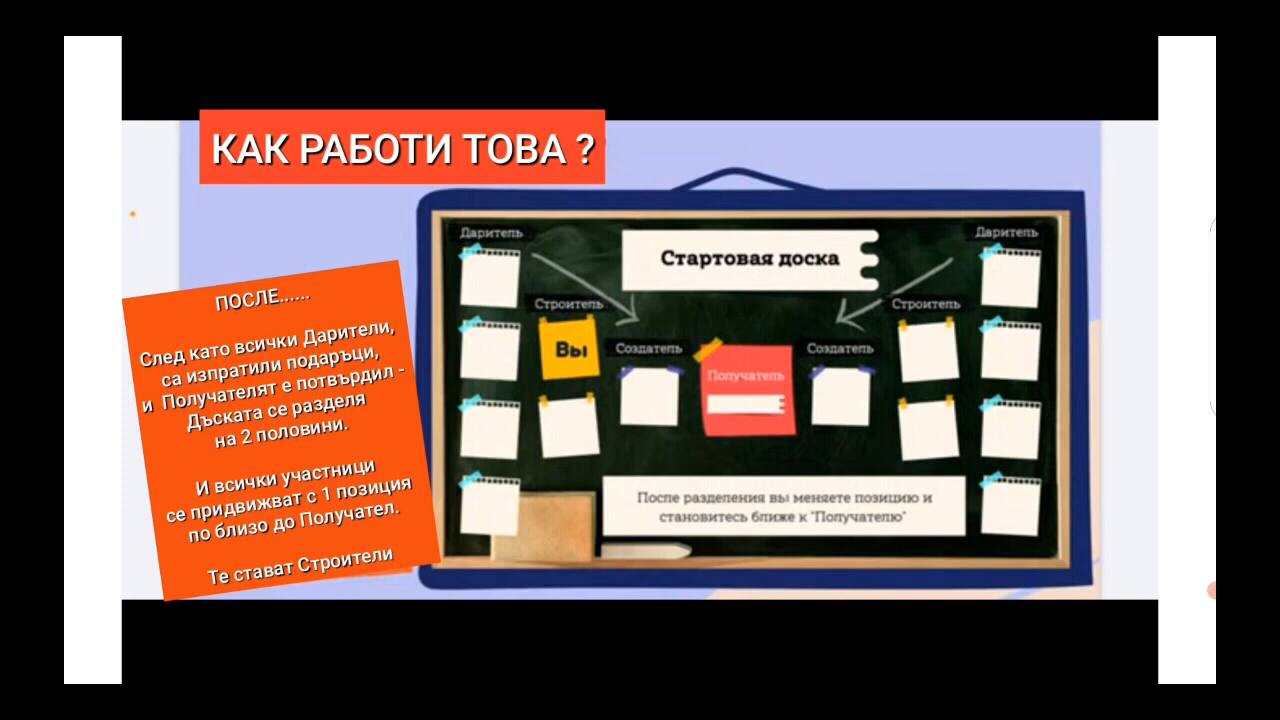 КАК РАБОТИ ТОВА ?
ПОСЛЕ......
След като всички Дарители,
са изпратили подаръци,
и Получателят е потвърдил -
Дъската се разделя
на 2 половини.
И всички участници
се придвижват с 1 позиция
по близо до Получател.
Те стават Строители
Даритель
Даритель
Стартовая доска
Строитель
Строитель
Вы
Создатель
Создатель
Получатель
После разделения вы меняете позицию и
становитесь ближе к "Получателю"